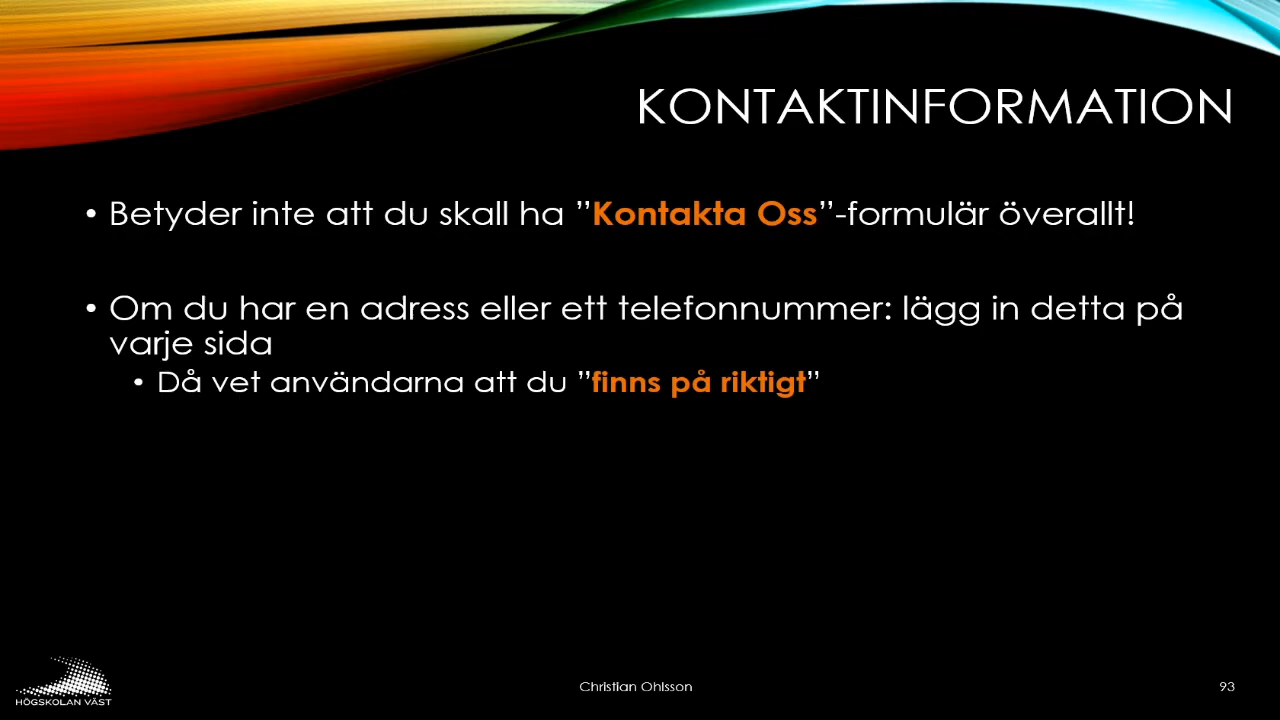 KONTAKTINFORMATION
• Betyder inte att du skall ha ”Kontakta Oss”-formulär överallt!
• Om du har en adress eller ett telefonnummer: lägg in detta på
varje sida
• Då vet användarna att du ”finns på riktigt”
HÖGSKOLAN VÄST
Christian Ohlsson
93